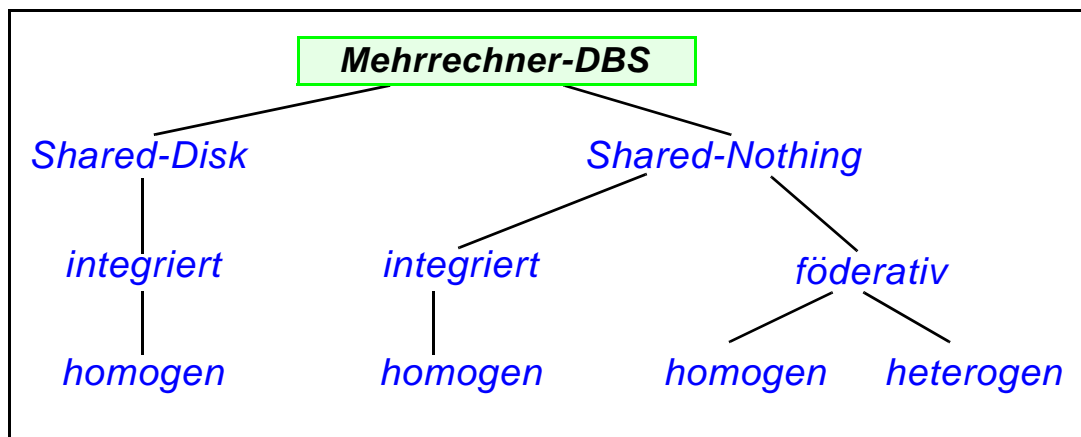 Mehrrechner-DBS
Shared-Disk Shared-Nothing
integriert integriert föderativ
homogen homogen homogen heterogen